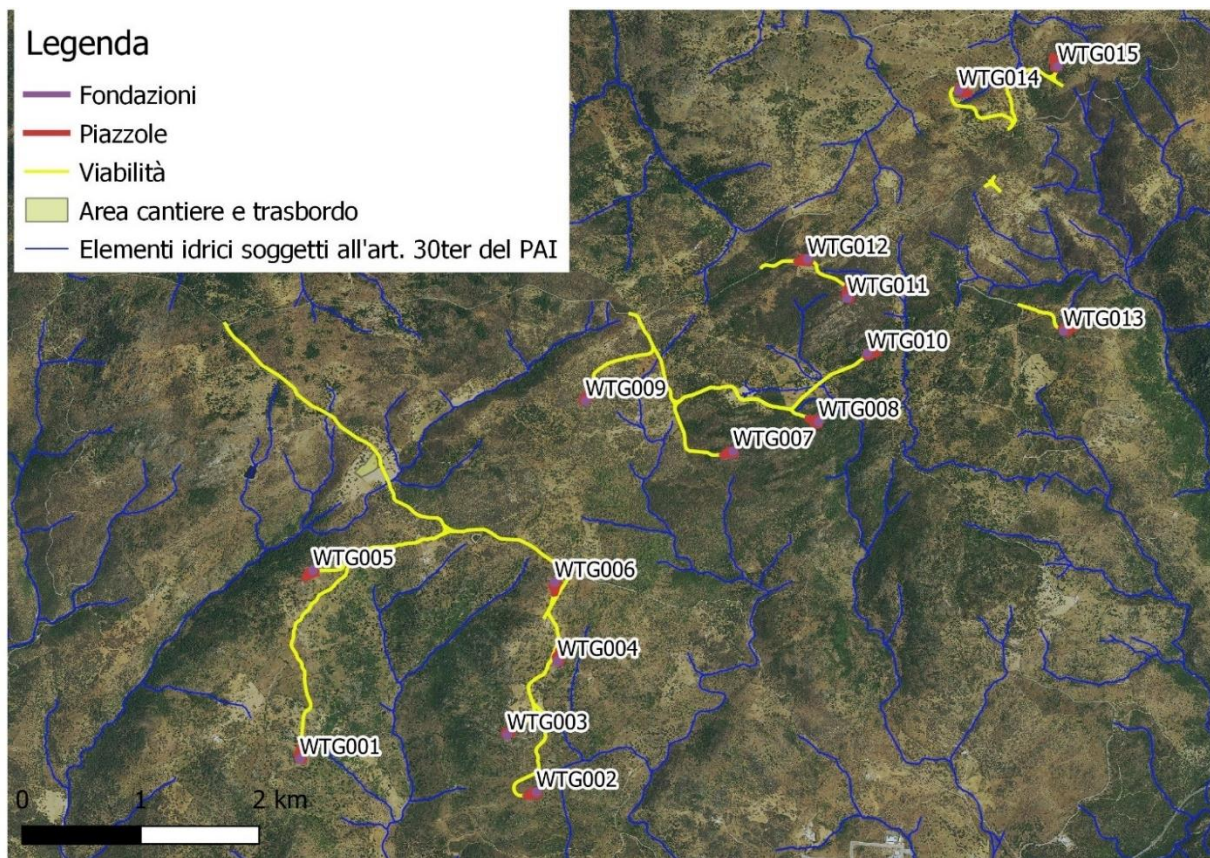 Legenda
Fondazioni
Piazzole
Viabilità
Area cantiere e trasbordo
Elementi idrici soggetti all'art. 30ter del PAI
WTG015
WTG014
WTG012
WTG011
WTG013
WTG010
WTG009
WTG008
WTG007
WTG005
WTG006
WTG004
WTG003
WTG001
WTG002
0 1 2 km